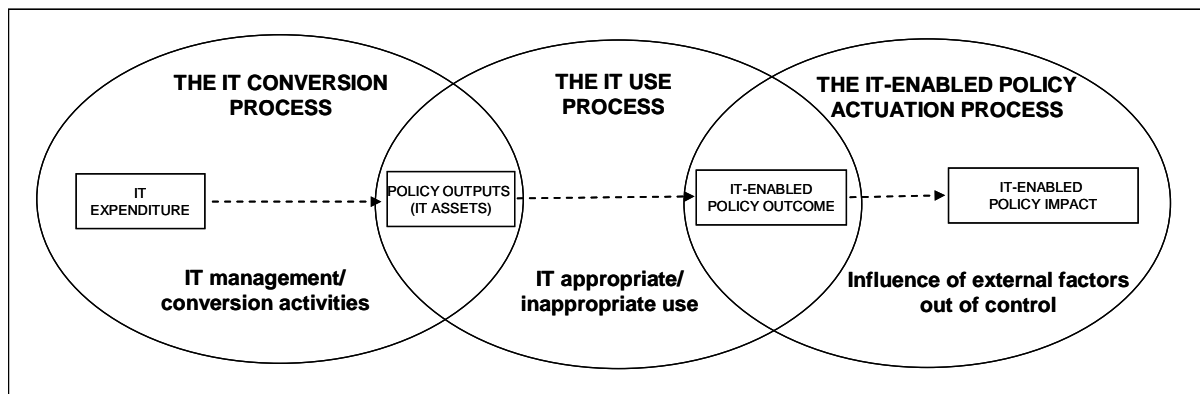 THE IT CONVERSION
PROCESS
THE IT USE
PROCESS
THE IT-ENABLED POLICY
ACTUATION PROCESS
IT
EXPENDITURE
POLICY OUTPUTS
(IT ASSETS)
IT-ENABLED
POLICY OUTCOME
IT-ENABLED
POLICY IMPACT
IT management/
conversion activities
IT appropriate/
inappropriate use
Influence of external factors
out of control